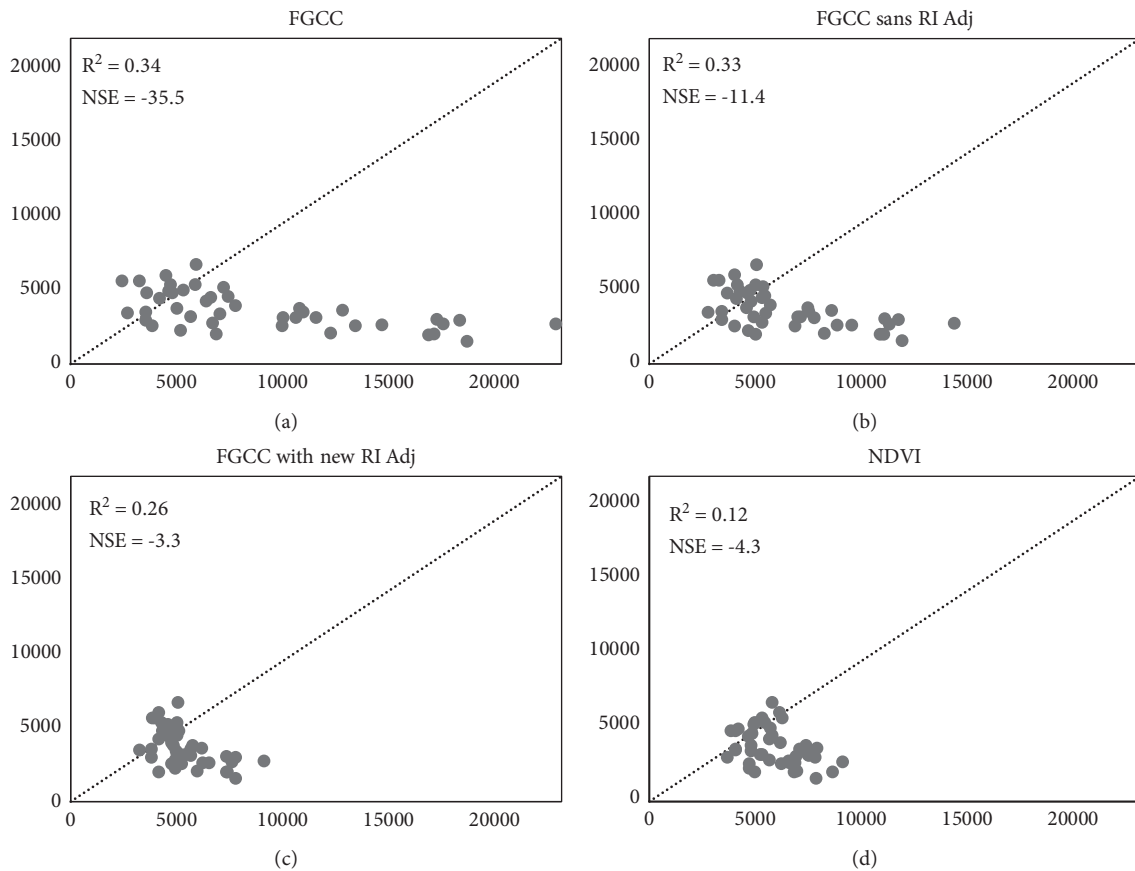 FGCC
R² = 0.34
NSE = -35.5
20000
15000
10000
5000
0
0 5000 10000 15000 20000
(a)
FGCC sans RI Adj
R² = 0.33
NSE = -11.4
20000
15000
10000
5000
0
0 5000 10000 15000 20000
(b)
FGCC with new RI Adj
R² = 0.26
NSE = -3.3
20000
15000
10000
5000
0
0 5000 10000 15000 20000
(c)
NDVI
R² = 0.12
NSE = -4.3
20000
15000
10000
5000
0
0 5000 10000 15000 20000
(d)